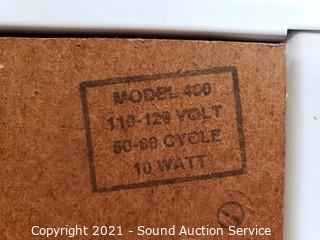 MODEL 400
110-120 VOLT
50-60 CYCLE
10 WATT
Copyright 2021 - Sound Auction Service